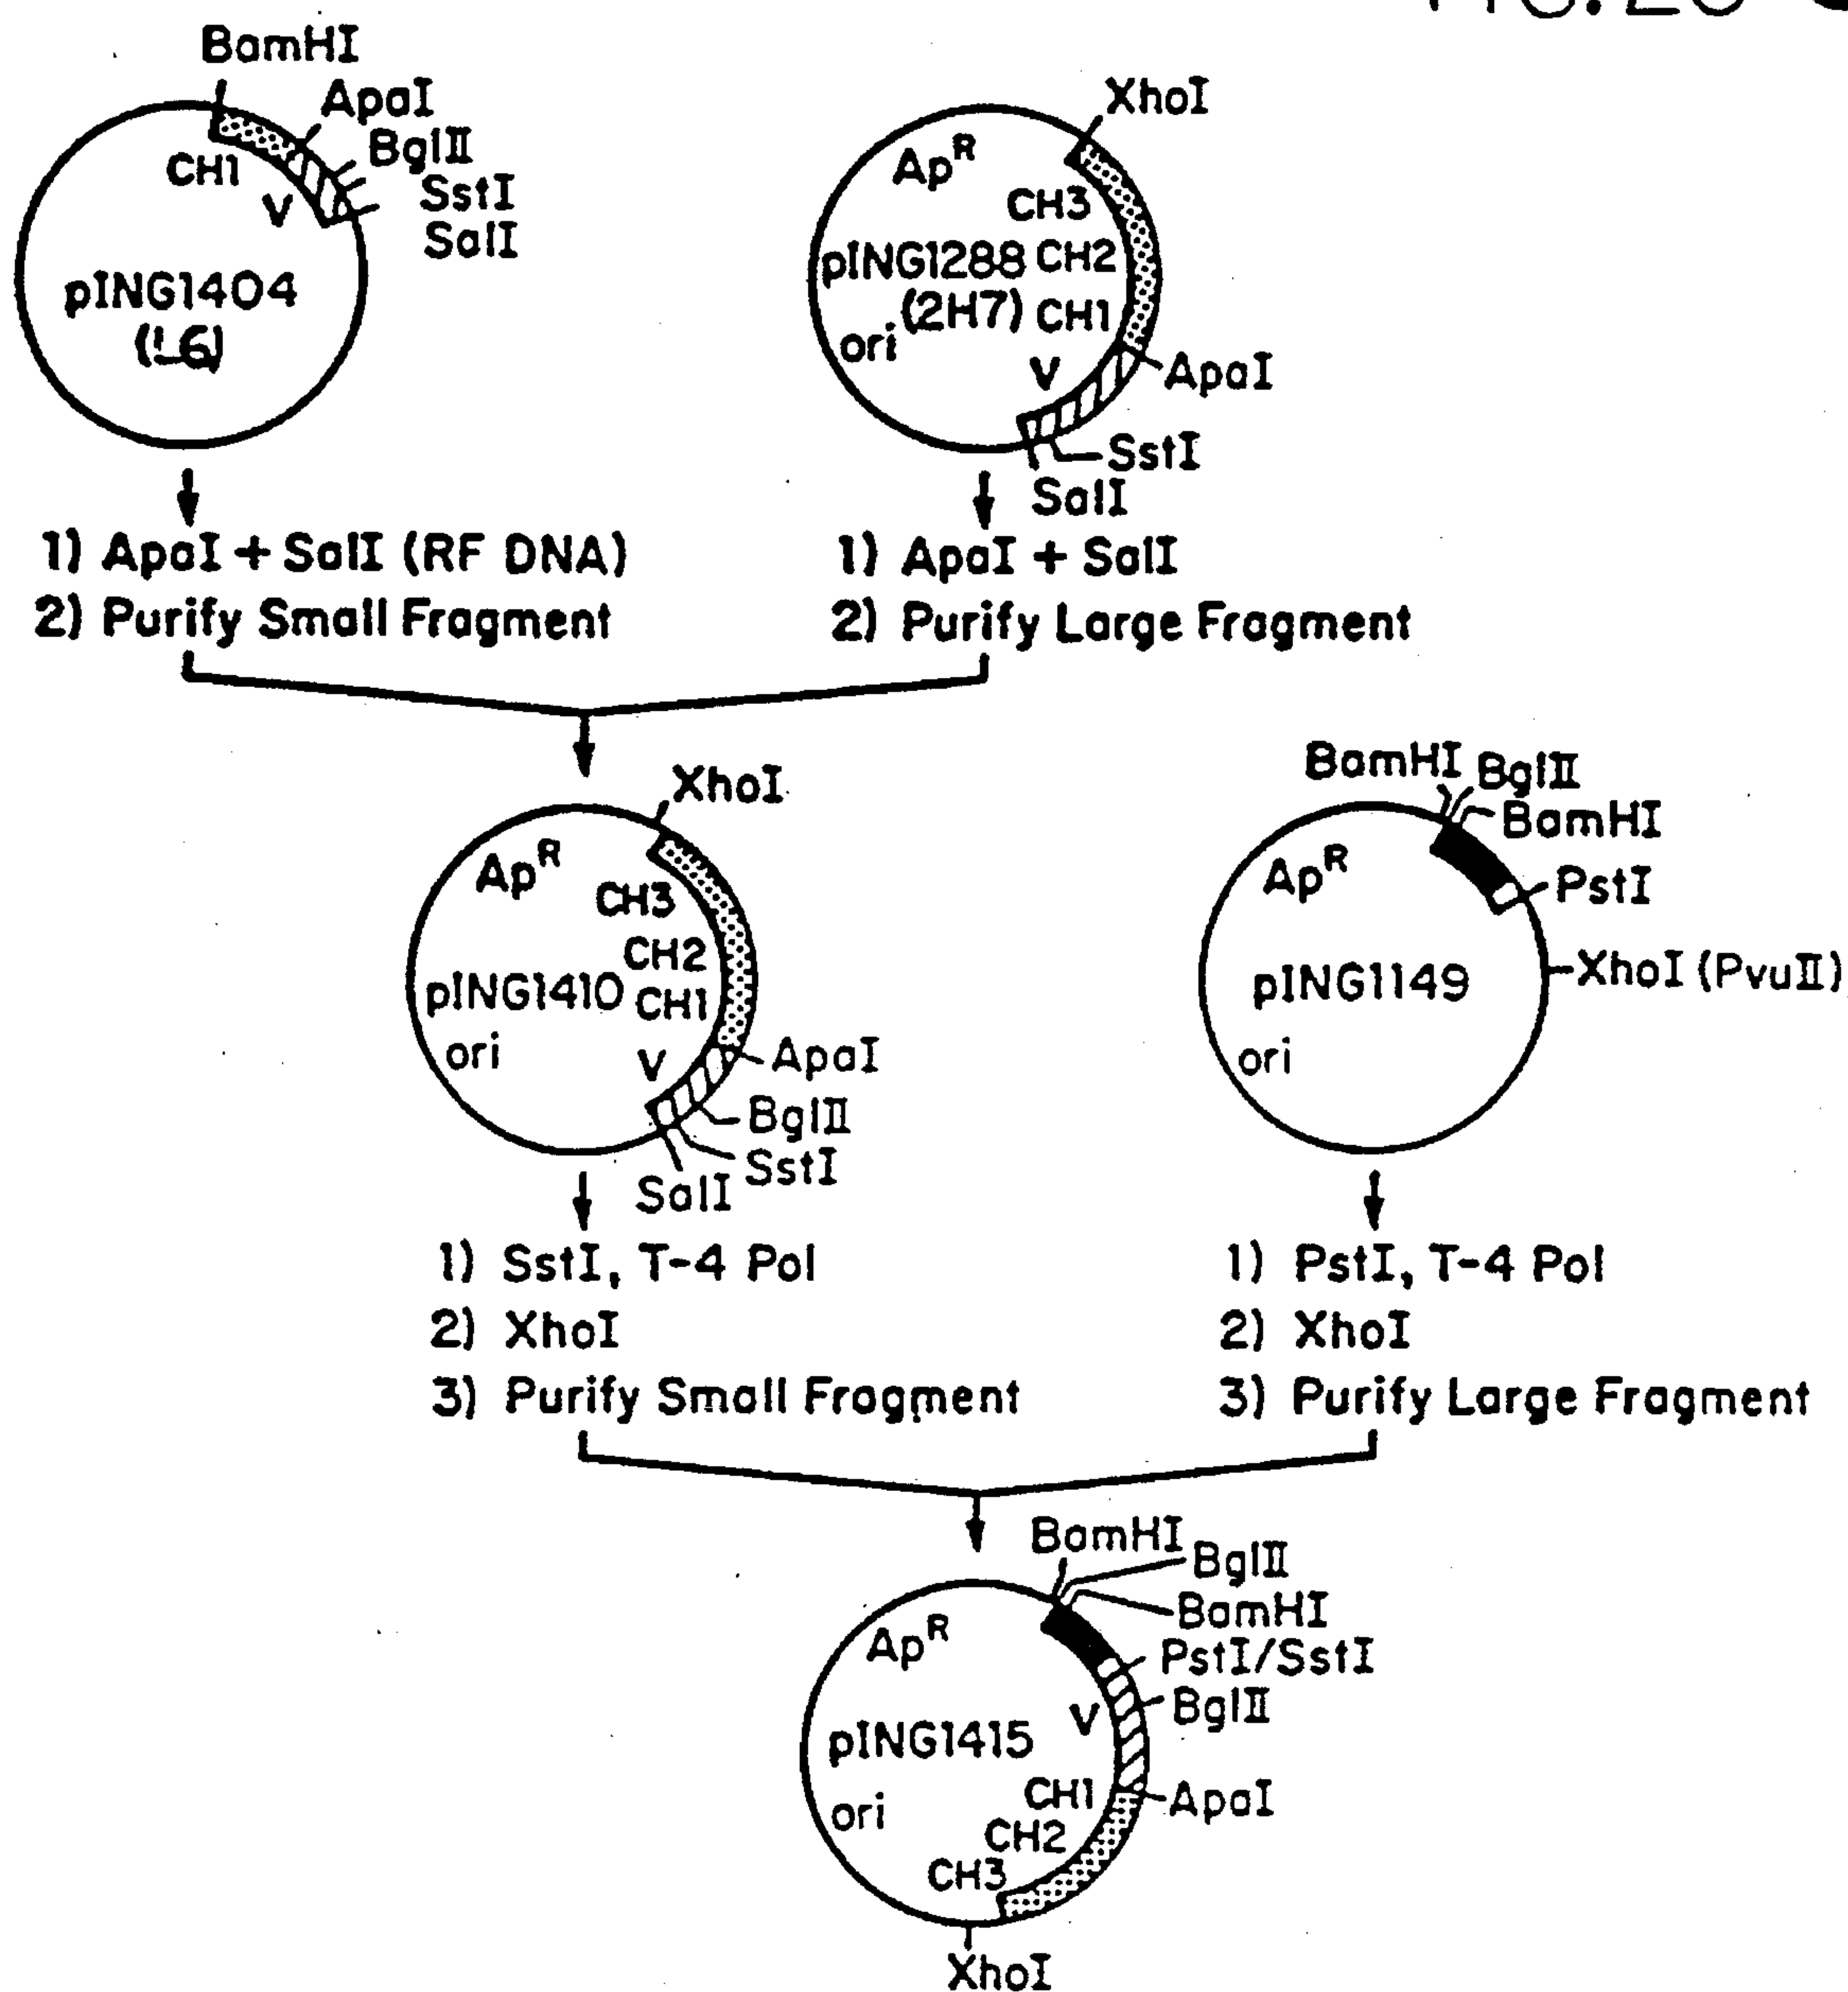 BamHI
ApaI
BglII
SstI
SalI
CH1
V
pING1404
(L6)
XhoI
Ap^R
CH3
pING1288 CH2
(2H7) CH1
ori
V
ApaI
SstI
SalI
1) ApaI + SalI (RF DNA)
2) Purify Small Fragment
1) ApaI + SalI
2) Purify Large Fragment
XhoI
Ap^R
CH3
CH2
pING1410 CH1
ori
V
ApaI
BglII
SstI
SalI
BamHI BglII
BamHI
Ap^R
PstI
XhoI (PvuII)
pING1149
ori
1) SstI, T-4 Pol
2) XhoI
3) Purify Small Fragment
1) PstI, T-4 Pol
2) XhoI
3) Purify Large Fragment
BamHI
BglII
BamHI
Ap^R
PstI/SstI
BglII
V
pING1415
CH1
ApaI
ori
CH2
CH3
XhoI